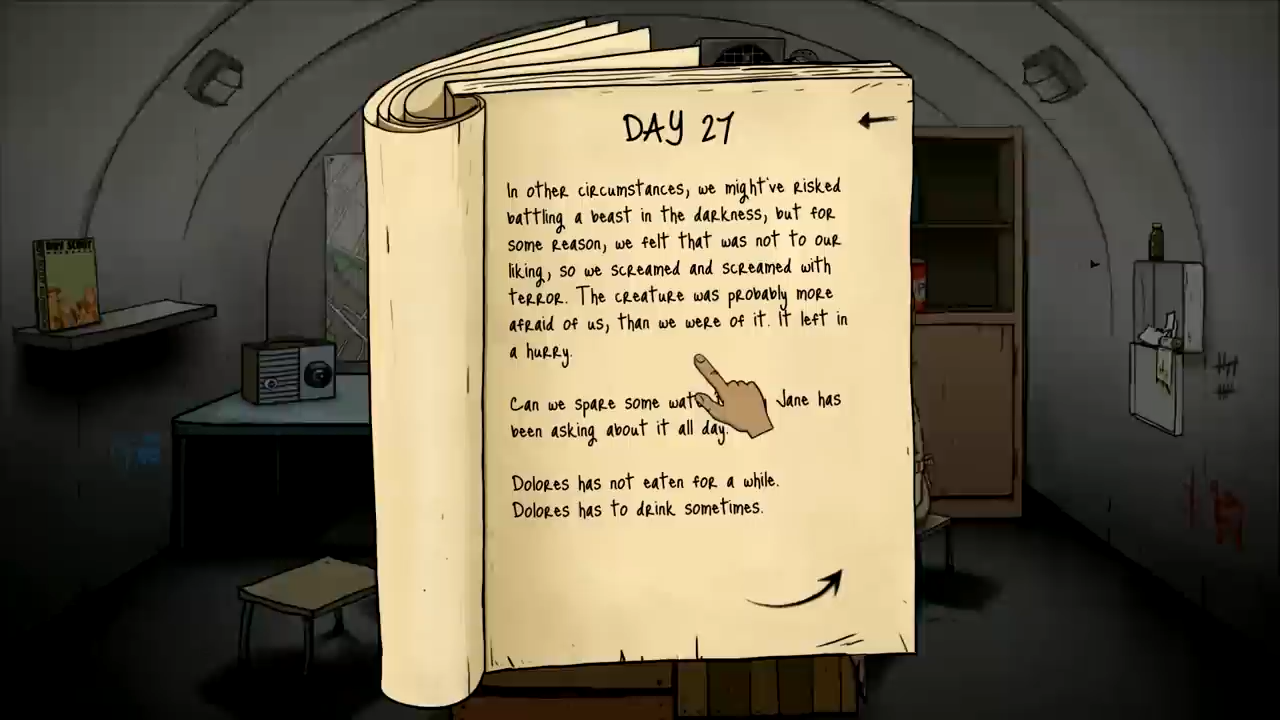 DAY 27
In other circumstances, we might've risked
battling a beast in the darkness, but for
some reason, we felt that was not to our
liking, so we screamed and screamed with
terror. The creature was probably more
afraid of us, than we were of it. It left in
a hurry.
Can we spare some wat Jane has
been asking about it all day.
Dolores has not eaten for a while.
Dolores has to drink sometimes.